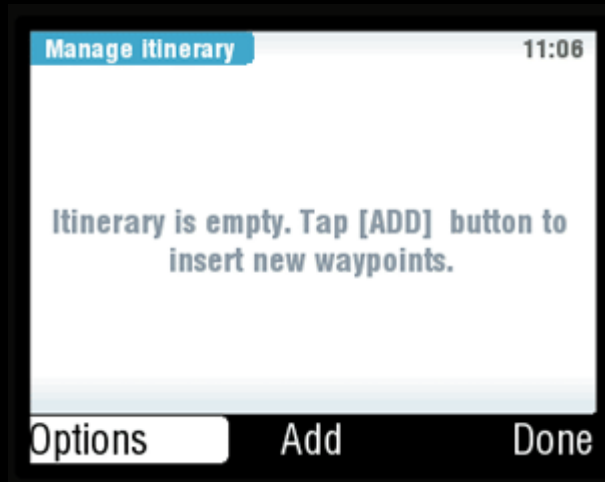 Manage itinerary 11:06
Itinerary is empty. Tap [ADD] button to
insert new waypoints.
Options Add Done